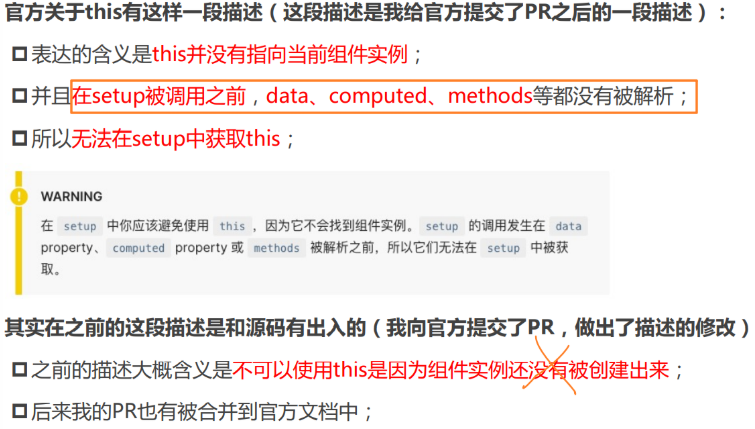 官方关于this有这样一段描述（这段描述是我给官方提交了PR之后的一段描述）：
表达的含义是this并没有指向当前组件实例；
并且在setup被调用之前，data、computed、methods等都没有被解析；
所以无法在setup中获取this；
WARNING
在 setup 中你应该避免使用 this ，因为它不会找到组件实例。setup 的调用发生在 data
property、computed property 或 methods 被解析之前，所以它们无法在 setup 中被获
取。
其实在之前的这段描述是和源码有出入的（我向官方提交了PR，做出了描述的修改）
之前的描述大概含义是不可以使用this是因为组件实例还没有被创建出来；
后来我的PR也有被合并到官方文档中；